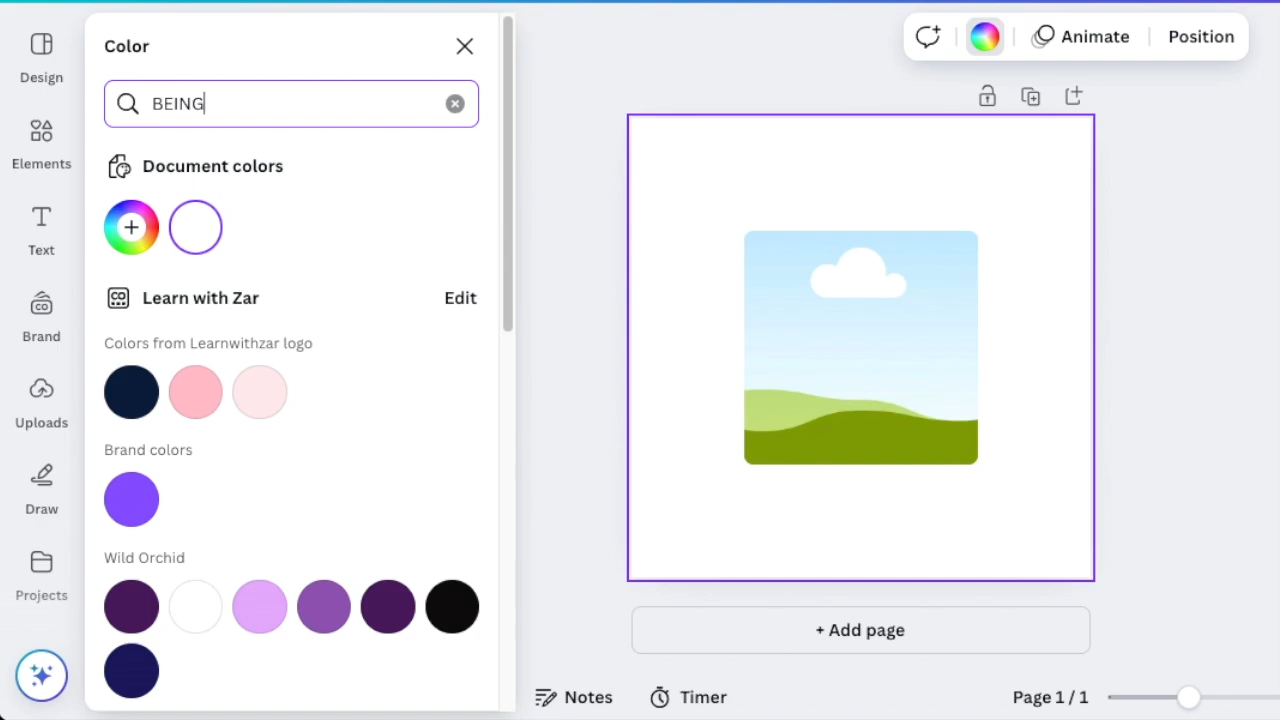 Design
Elements
Text
Brand
Uploads
Draw
Projects
Color
BEING
Document colors
Learn with Zar
Edit
Colors from Learnwithzar logo
Brand colors
Wild Orchid
Animate
Position
+ Add page
Notes
Timer
Page 1 / 1